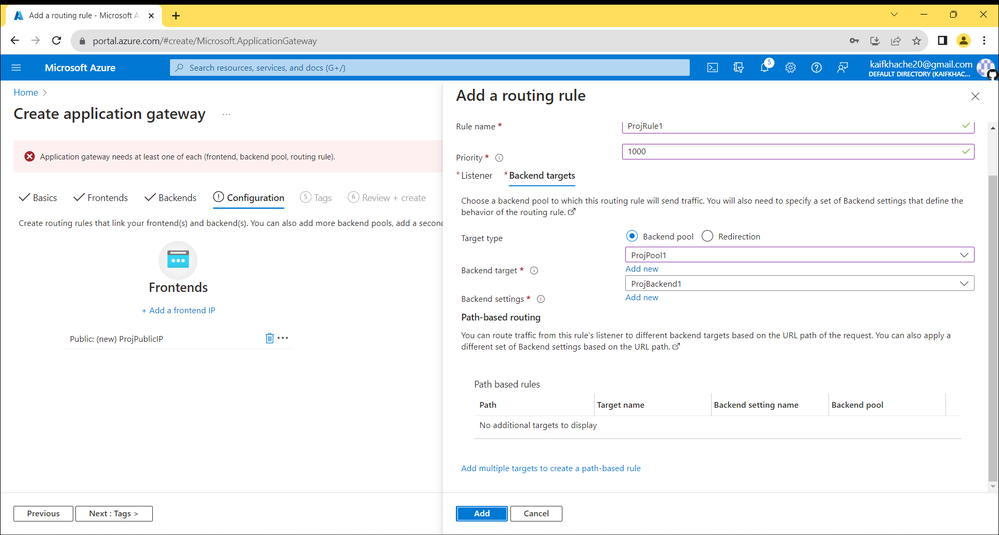 Add a routing rule - Microsoft A
portal.azure.com/#create/Microsoft.ApplicationGateway
Microsoft Azure
Search resources, services, and docs (G+/)
5
kaifkhache20@gmail.com
DEFAULT DIRECTORY (KAIFKHAC...
Home
Create application gateway
...
Application gateway needs at least one of each (frontend, backend pool, routing rule).
Basics
Frontends
Backends
Configuration
5 Tags
6 Review + create
Create routing rules that link your frontend(s) and backend(s). You can also add more backend pools, add a secon
Frontends
+ Add a frontend IP
Public: (new) ProjPublicIP
Previous
Next : Tags >
Add a routing rule
Rule name *
ProjRule1
Priority *
1000
* Listener
* Backend targets
Choose a backend pool to which this routing rule will send traffic. You will also need to specify a set of Backend settings that define the
behavior of the routing rule.
Target type
Backend pool
Redirection
ProjPool1
Backend target *
Add new
ProjBackend1
Backend settings *
Add new
Path-based routing
You can route traffic from this rule's listener to different backend targets based on the URL path of the request. You can also apply a
different set of Backend settings based on the URL path.
Path based rules
Path
Target name
Backend setting name
Backend pool
No additional targets to display
Add multiple targets to create a path-based rule
Add
Cancel